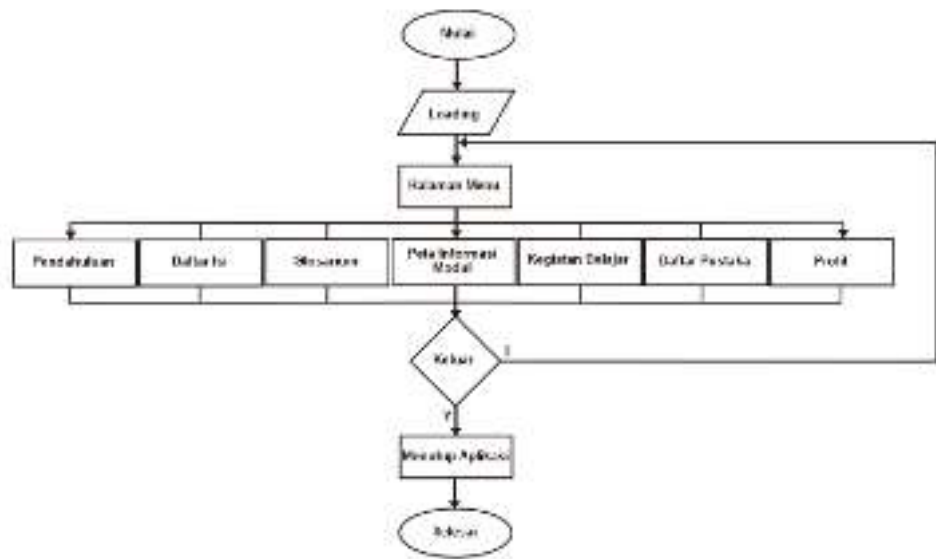 Mulai
Loading
Halaman Menu
Pendahuluan
Daftar Isi
Glosarium
Peta Informasi
Modul
Kegiatan Belajar
Daftar Pustaka
Profil
Keluar
T
Y
Menutup Aplikasi
Selesai